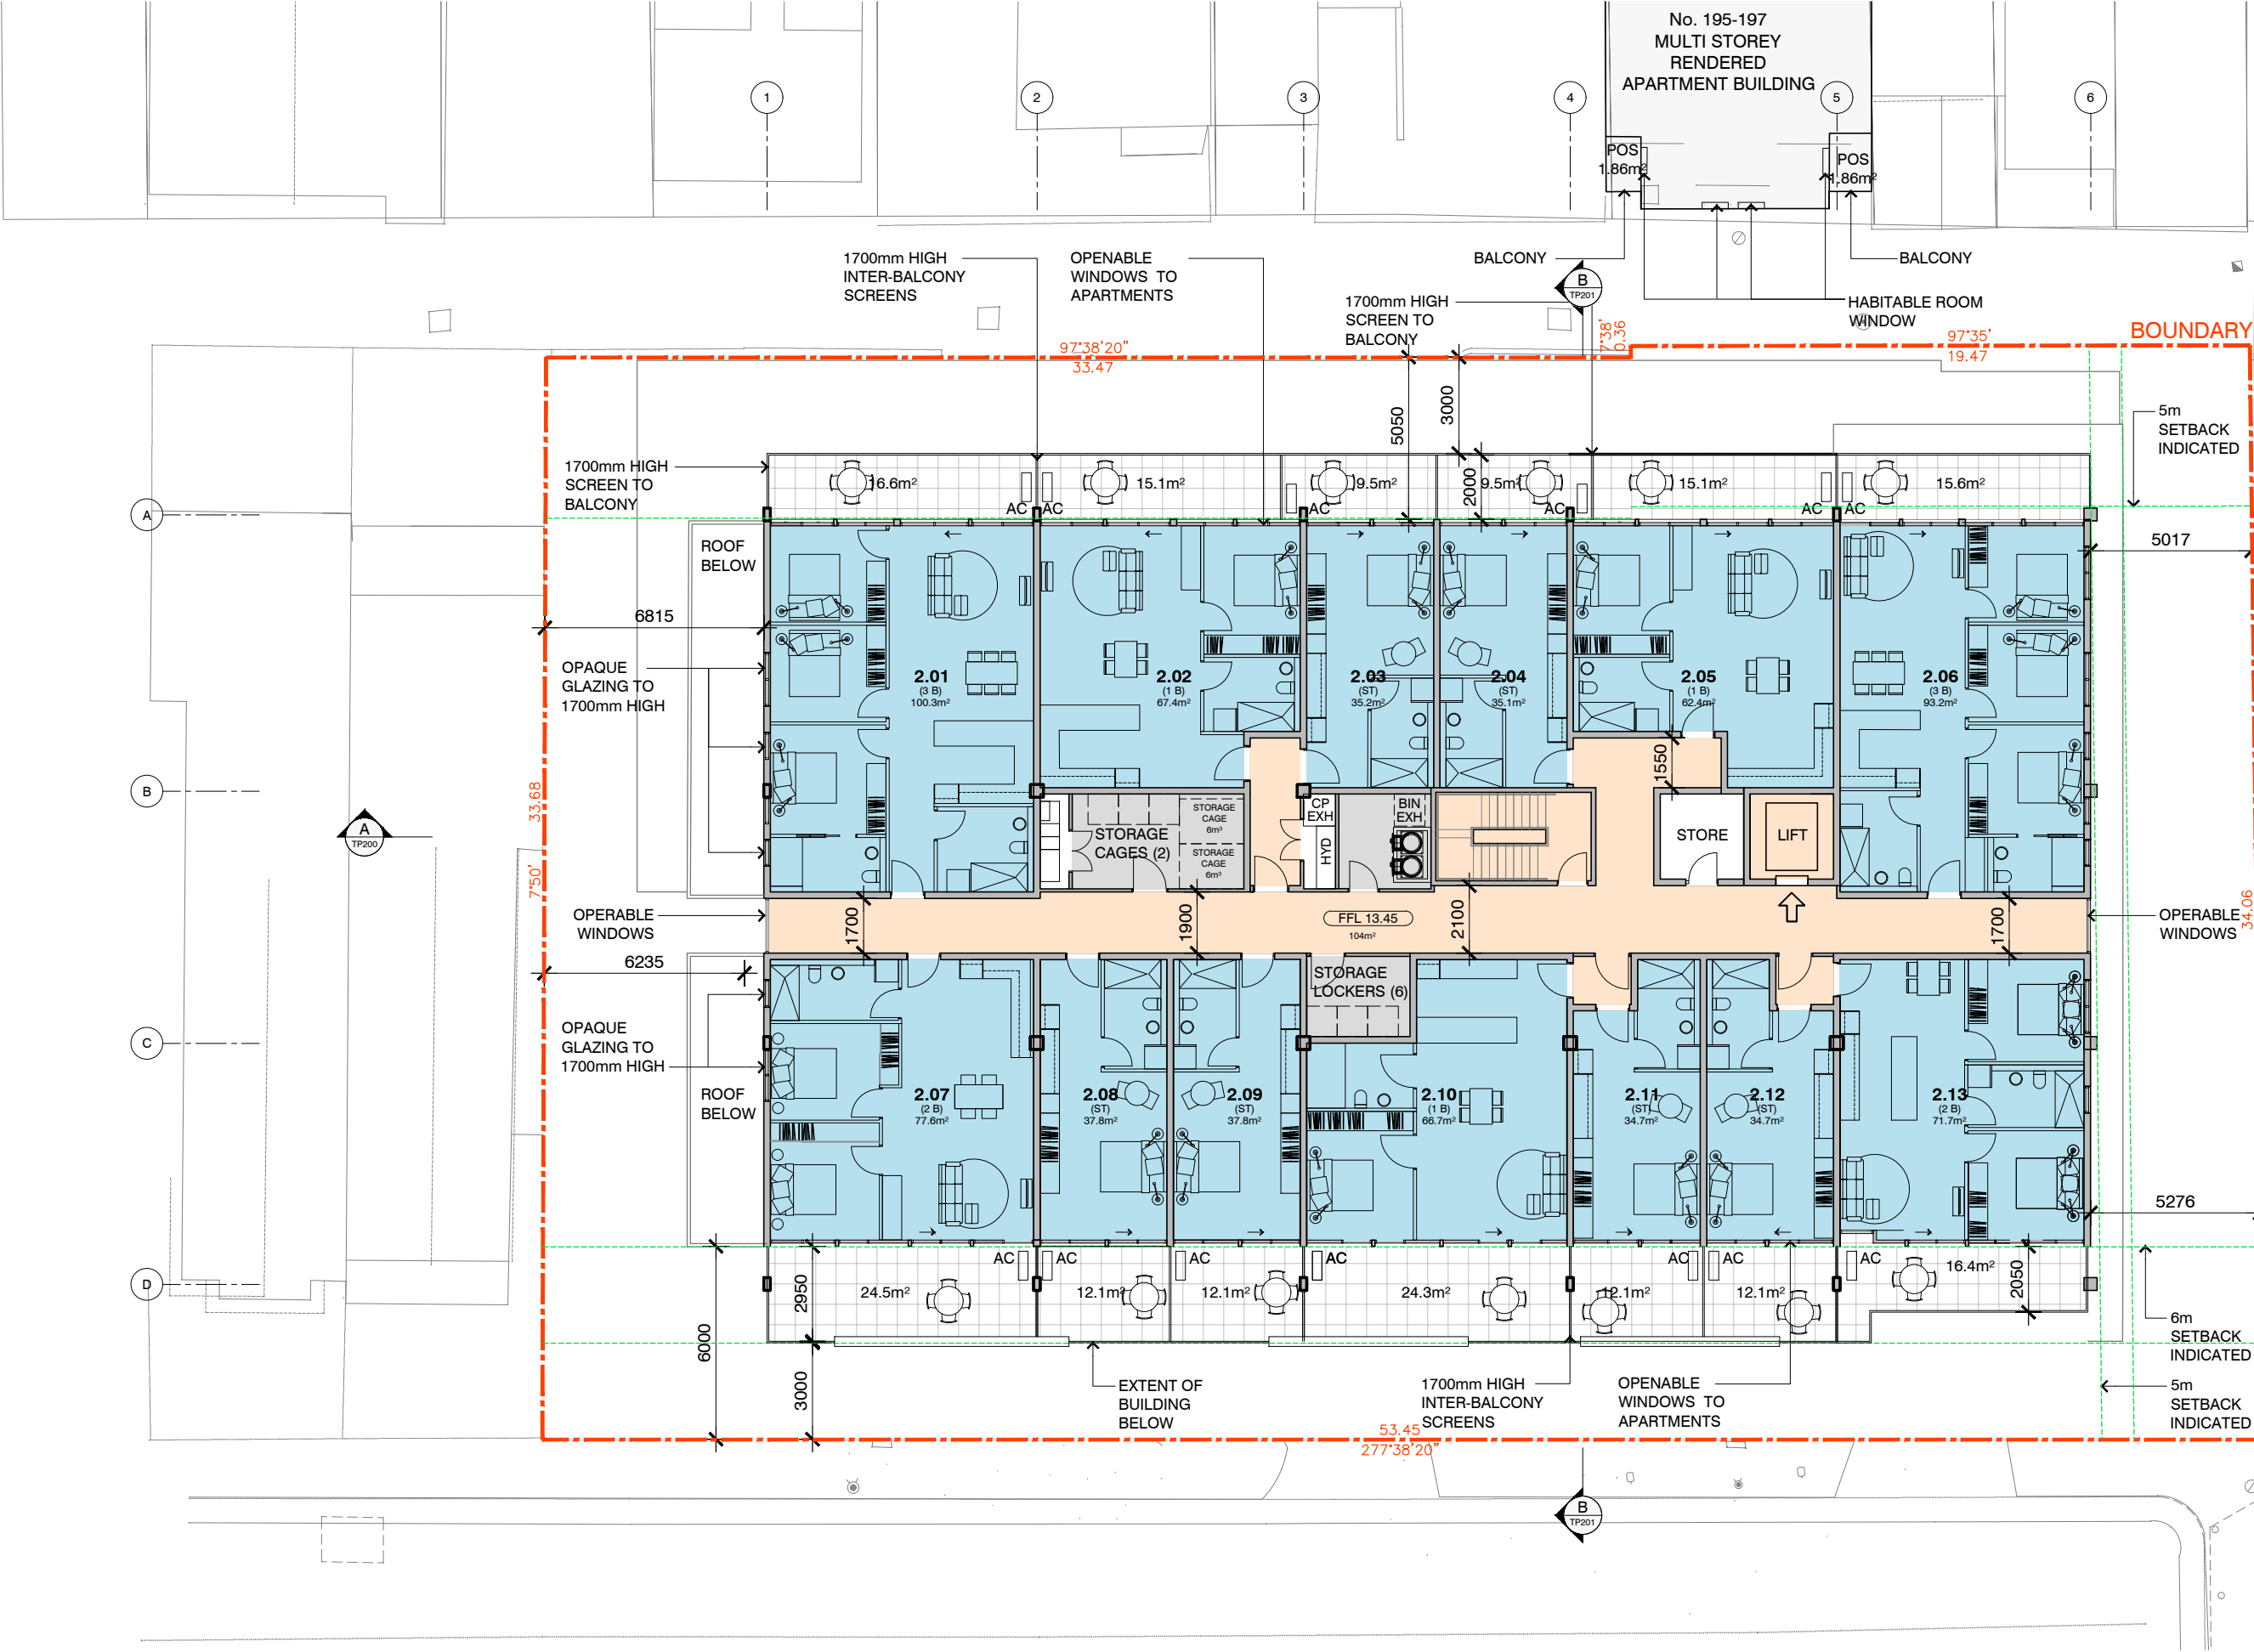 No. 195-197
MULTI STOREY
RENDERED
APARTMENT BUILDING
1
2
3
4
5
6
POS
1.86m²
POS
1.86m²
1700mm HIGH
INTER-BALCONY
SCREENS
OPENABLE
WINDOWS TO
APARTMENTS
BALCONY
B
TP201
BALCONY
1700mm HIGH
SCREEN TO
BALCONY
HABITABLE ROOM
WINDOW
7°38'
0.36
BOUNDARY
97°38'20"
33.47
97°35'
19.47
5050
3000
5m
SETBACK
INDICATED
1700mm HIGH
SCREEN TO
BALCONY
16.6m²
15.1m²
9.5m²
2000
9.5m²
15.1m²
15.6m²
AC
AC
AC
AC
AC
AC
A
ROOF
BELOW
5017
6815
OPAQUE
GLAZING TO
1700mm HIGH
2.01
(3 B)
100.3m²
2.02
(1 B)
67.4m²
2.03
(ST)
35.2m²
2.04
(ST)
35.1m²
2.05
(1 B)
62.4m²
2.06
(3 B)
93.2m²
1550
B
33.68
7°50'
A
TP200
STORAGE
CAGES (2)
STORAGE
CAGE
6m³
STORAGE
CAGE
6m³
CP
EXH
HYD
BIN
EXH
STORE
LIFT
OPERABLE
WINDOWS
1700
1900
FFL 13.45
104m²
2100
1700
OPERABLE
WINDOWS
34.06
6235
STORAGE
LOCKERS (6)
OPAQUE
GLAZING TO
1700mm HIGH
C
ROOF
BELOW
2.07
(2 B)
77.6m²
2.08
(ST)
37.8m²
2.09
(ST)
37.8m²
2.10
(1 B)
66.7m²
2.11
(ST)
34.7m²
2.12
(ST)
34.7m²
2.13
(2 B)
71.7m²
5276
AC
AC
AC
AC
AC
AC
AC
D
24.5m²
12.1m²
12.1m²
24.3m²
12.1m²
12.1m²
16.4m²
2950
2050
6000
3000
6m
SETBACK
INDICATED
EXTENT OF
BUILDING
BELOW
1700mm HIGH
INTER-BALCONY
SCREENS
OPENABLE
WINDOWS TO
APARTMENTS
5m
SETBACK
INDICATED
53.45
277°38'20"
B
TP201